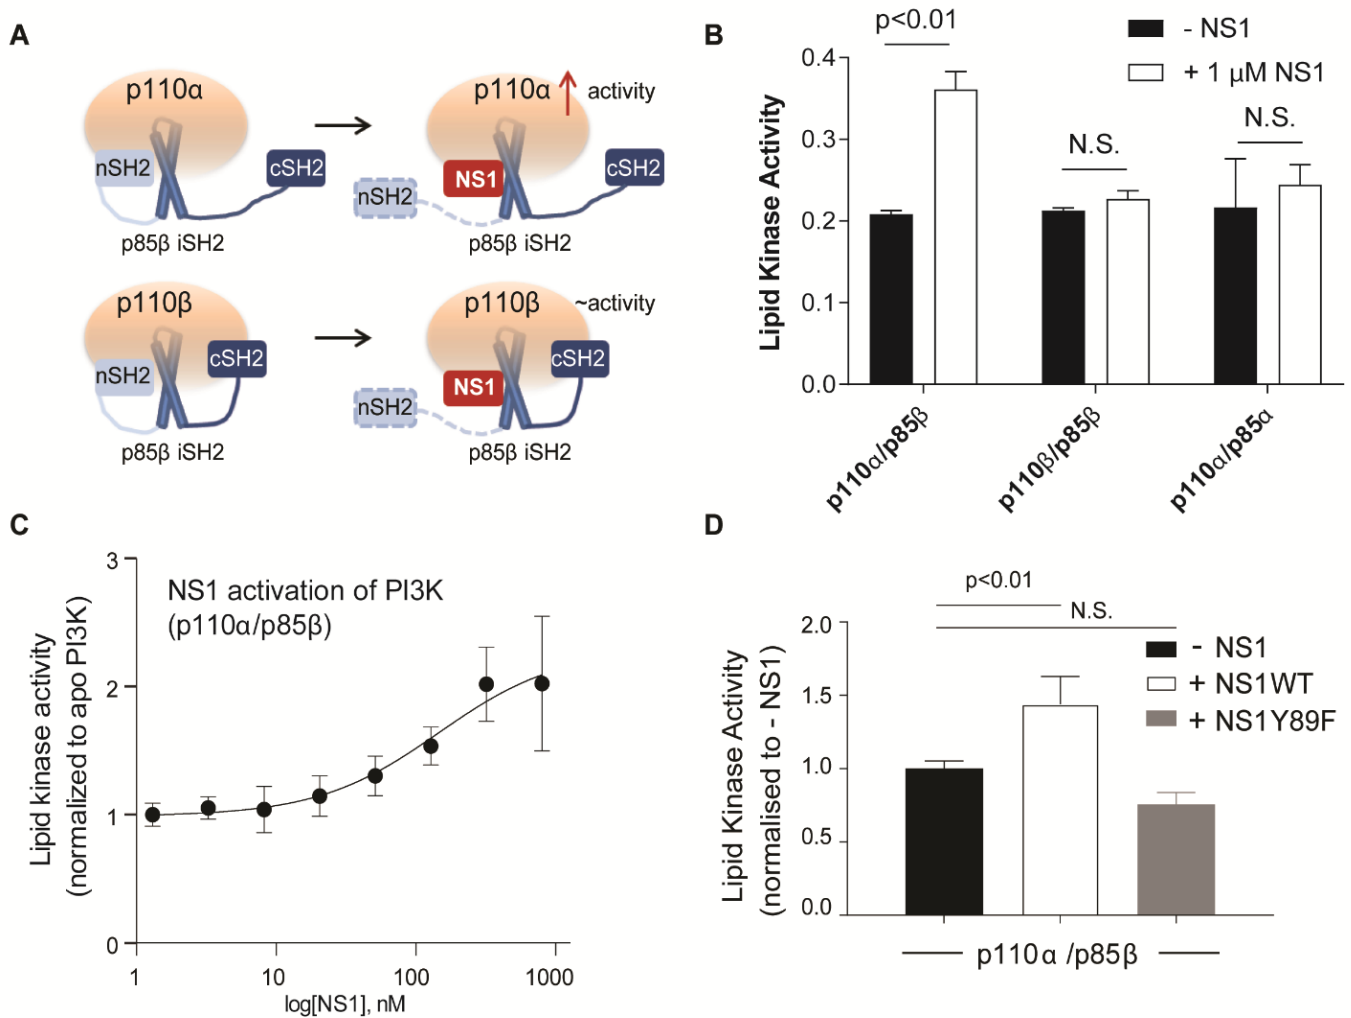 A
p110α
nSH2
cSH2
p85β iSH2
p110α
activity
NS1
nSH2
cSH2
p85β iSH2
p110β
nSH2
cSH2
p85β iSH2
p110β
~activity
NS1
nSH2
cSH2
p85β iSH2
B
p<0.01
- NS1
+ 1 μM NS1
N.S.
N.S.
Lipid Kinase Activity
0.4
0.3
0.2
0.1
0.0
p110α/p85β
p110β/p85β
p110α/p85α
C
NS1 activation of PI3K
(p110α/p85β)
Lipid kinase activity
(normalized to apo PI3K)
3
2
1
0
1
10
100
1000
log[NS1], nM
D
p<0.01
N.S.
- NS1
+ NS1WT
+ NS1Y89F
Lipid Kinase Activity
(normalised to - NS1)
2.0
1.5
1.0
0.5
0.0
p110α /p85β